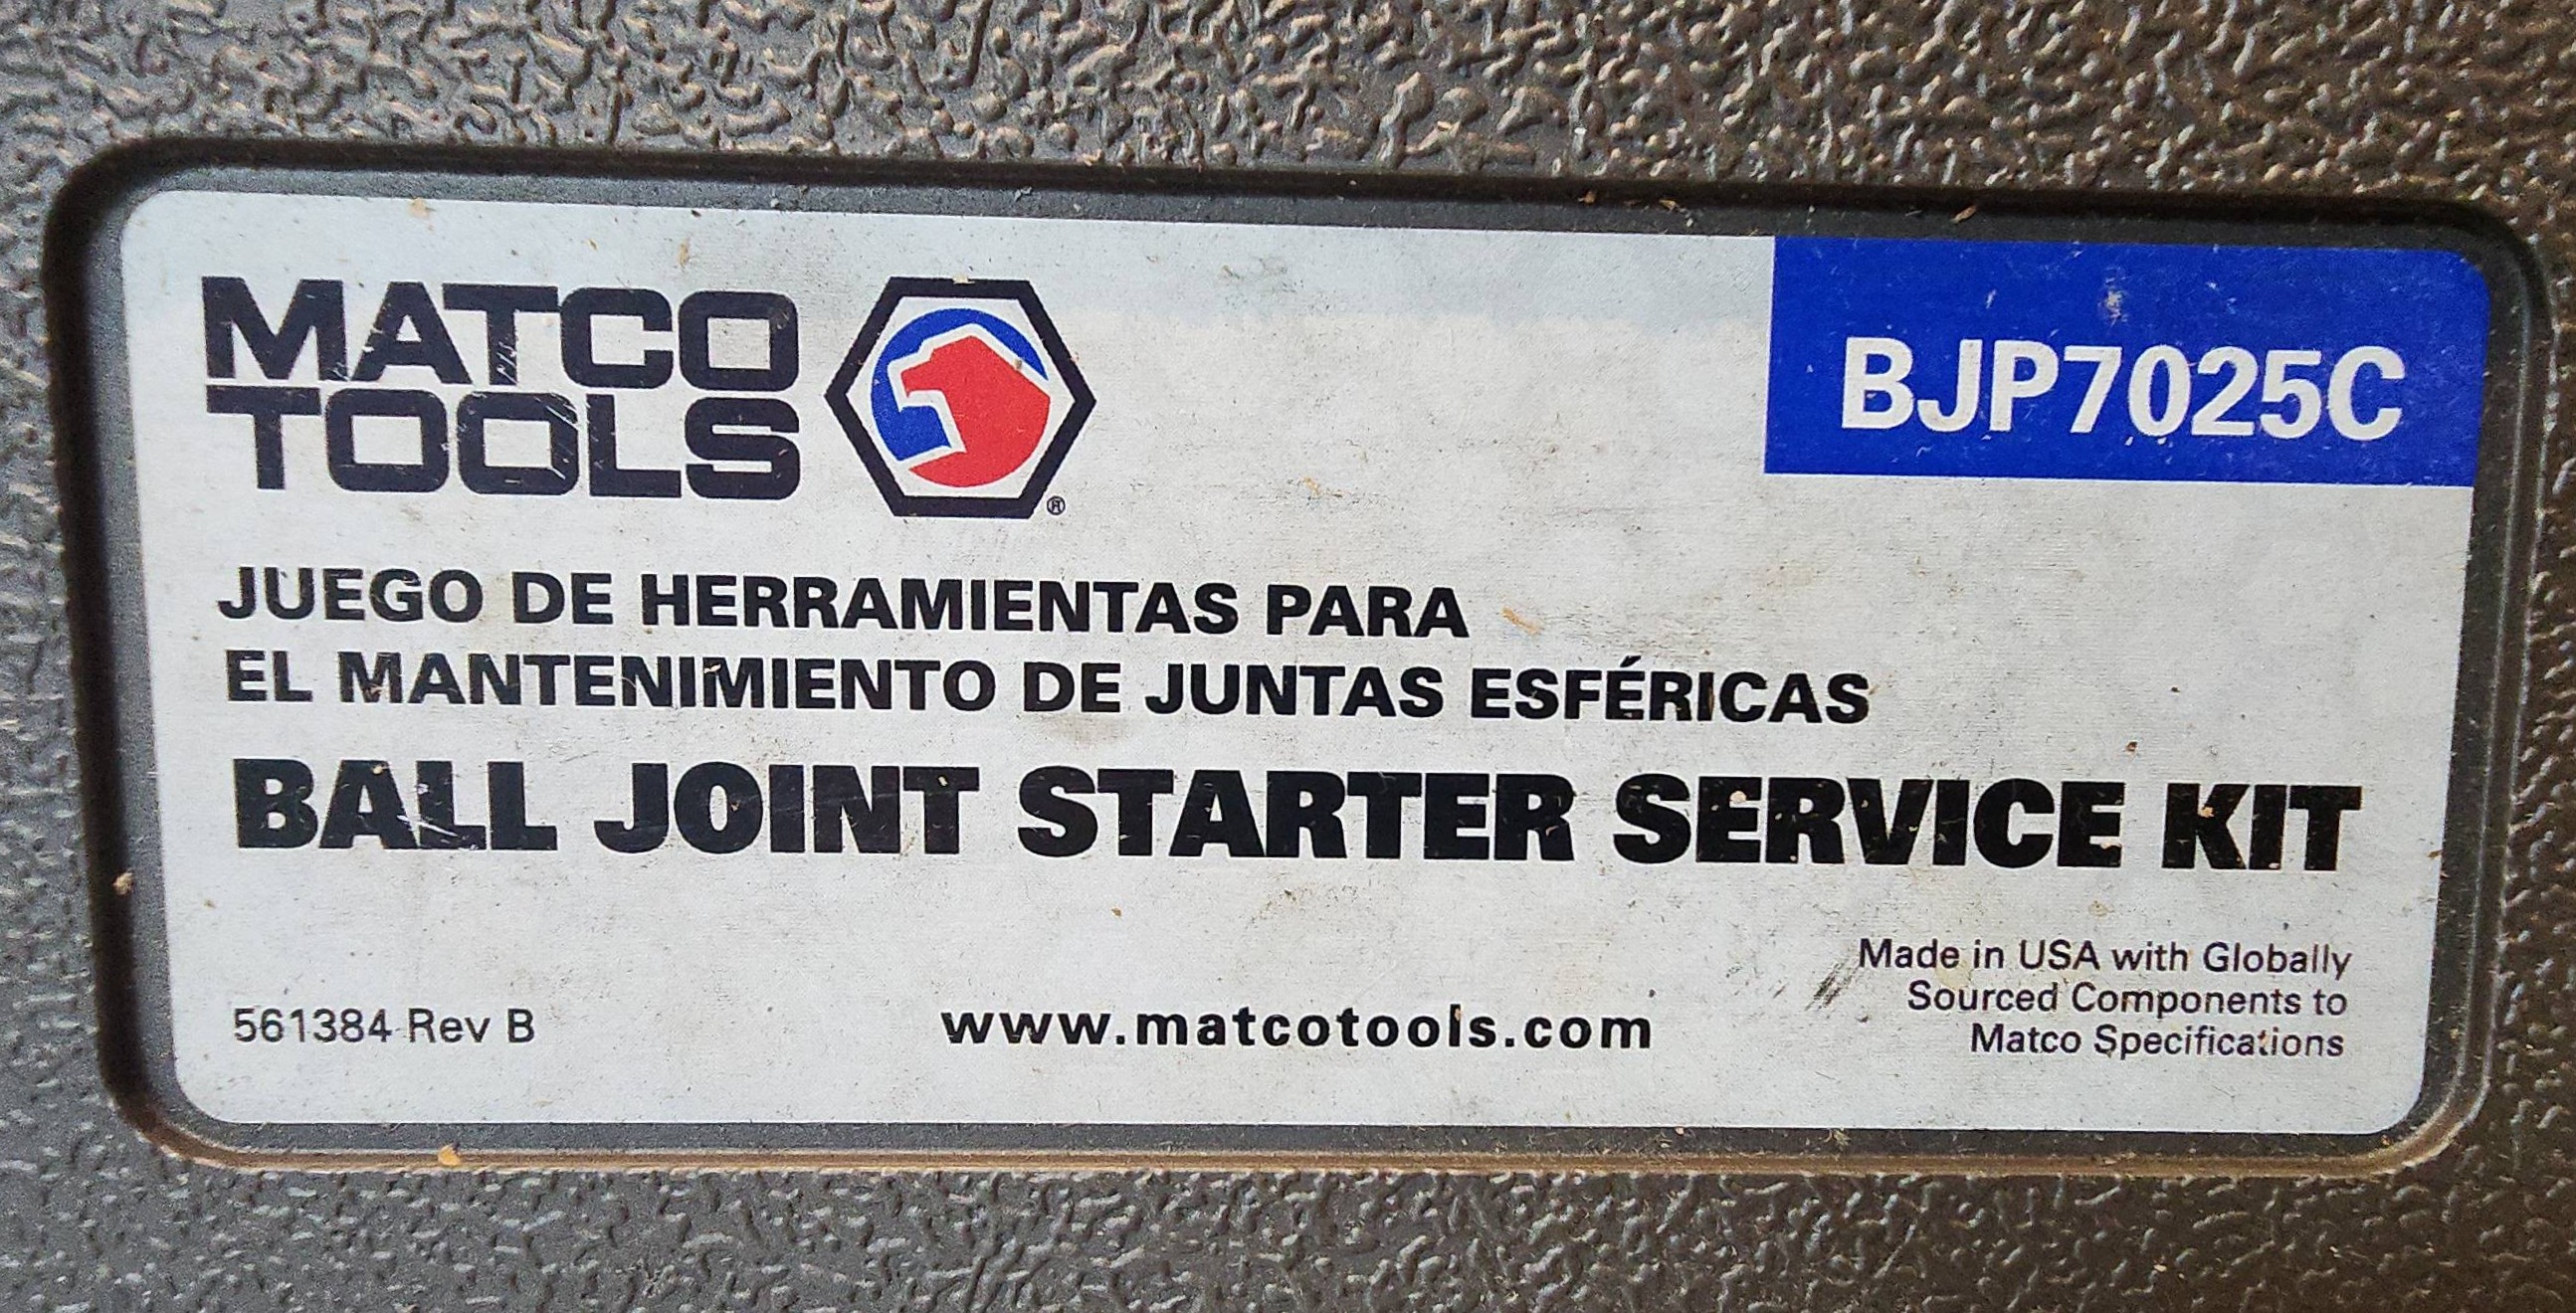 MATCO
TOOLS
®
BJP7025C
JUEGO DE HERRAMIENTAS PARA
EL MANTENIMIENTO DE JUNTAS ESFÉRICAS
BALL JOINT STARTER SERVICE KIT
561384 Rev B
www.matcotools.com
Made in USA with Globally
Sourced Components to
Matco Specifications